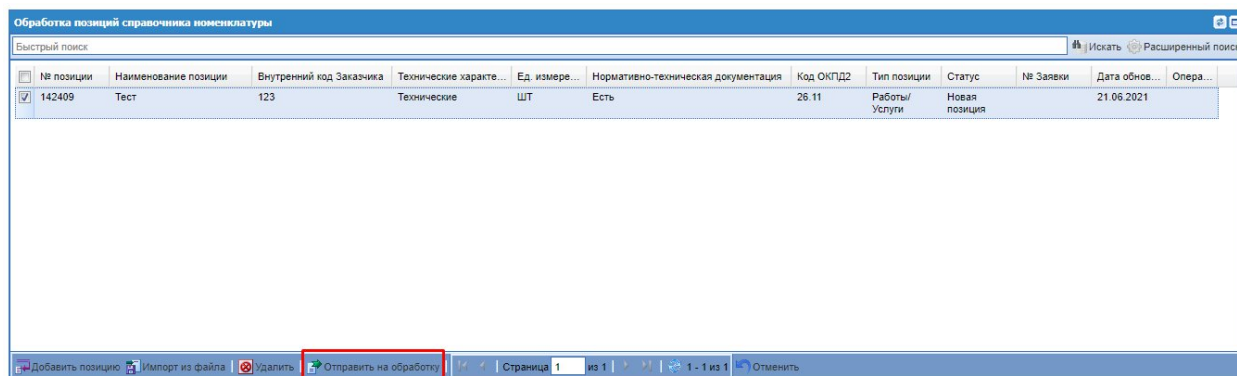 Обработка позиций справочника номенклатуры
Быстрый поиск Искать Расширенный поиск
№ позиции Наименование позиции Внутренний код Заказчика Технические характе... Ед. измере... Нормативно-техническая документация Код ОКПД2 Тип позиции Статус № Заявки Дата обнов... Опера...
142409 Тест 123 Технические ШТ Есть 26.11 Работы/ Новая 21.06.2021
Услуги позиция
Добавить позицию Импорт из файла Удалить Отправить на обработку Страница 1 из 1 1 - 1 из 1 Отменить